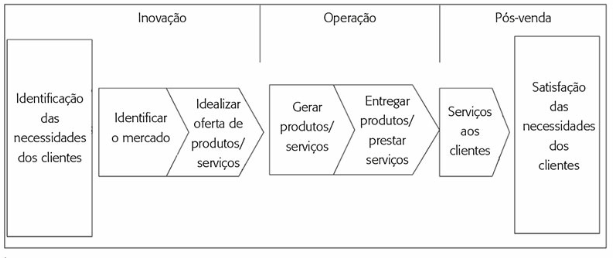 Inovação
Operação
Pós-venda
Identificação
das
necessidades
dos clientes
Identificar
o mercado
Idealizar
oferta de
produtos/
serviços
Gerar
produtos/
serviços
Entregar
produtos/
prestar
serviços
Serviços
aos
clientes
Satisfação
das
necessidades
dos
clientes